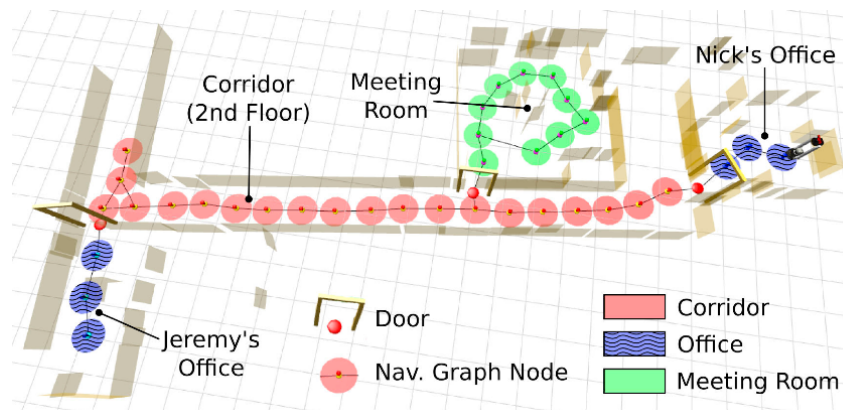 Corridor
(2nd Floor)
Meeting
Room
Nick's Office
Jeremy's
Office
Door
Nav. Graph Node
Corridor
Office
Meeting Room